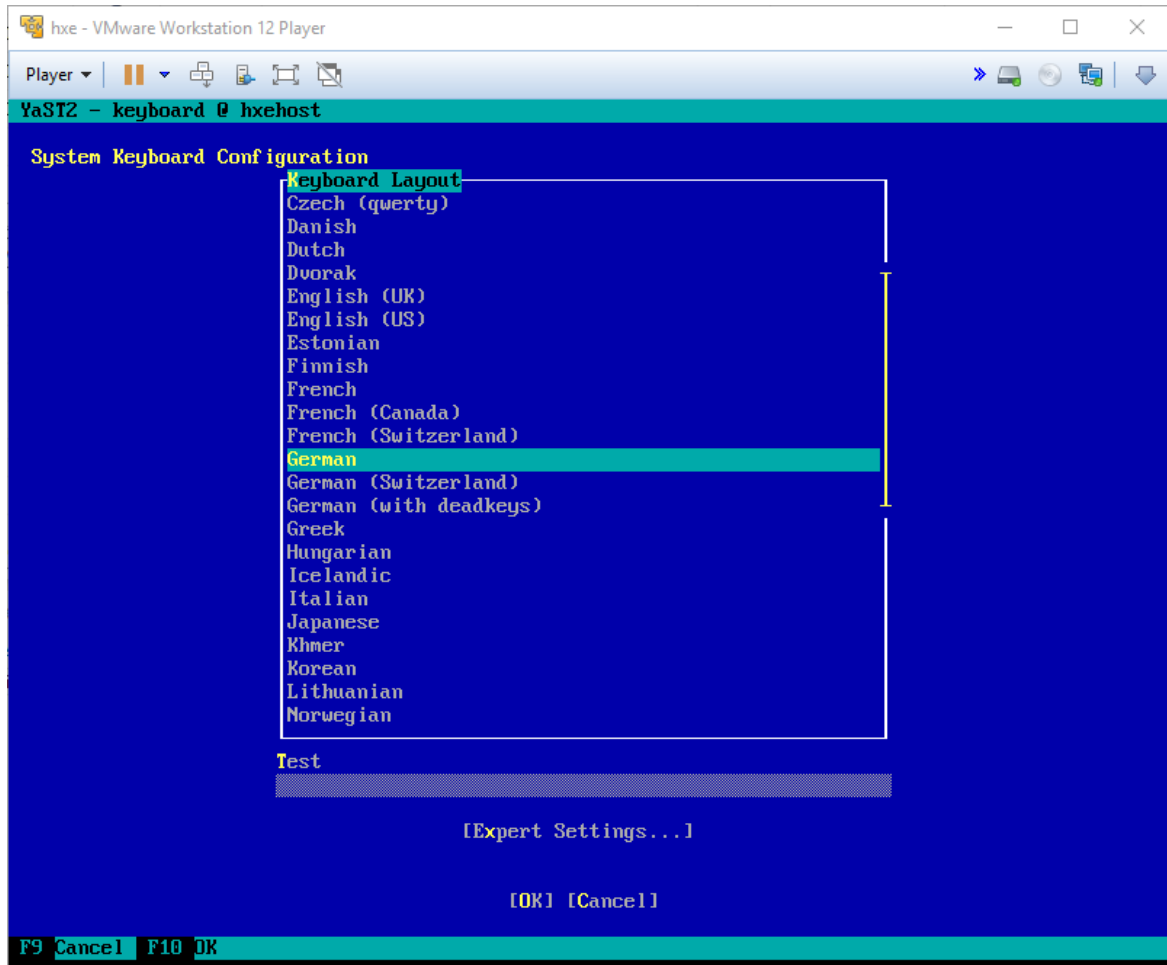 hxe - VMware Workstation 12 Player
Player
YaST2 - keyboard @ hxehost
System Keyboard Configuration
Keyboard Layout
Czech (qwerty)
Danish
Dutch
Dvorak
English (UK)
English (US)
Estonian
Finnish
French
French (Canada)
French (Switzerland)
German
German (Switzerland)
German (with deadkeys)
Greek
Hungarian
Icelandic
Italian
Japanese
Khmer
Korean
Lithuanian
Norwegian
Test
[Expert Settings...]
[OK] [Cancel]
F9 Cancel F10 OK